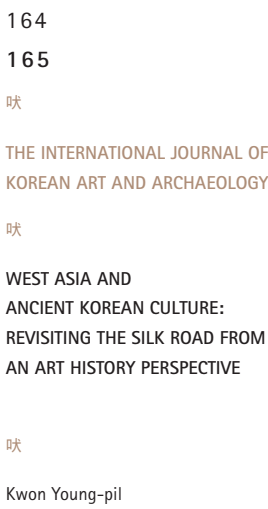 164
165
吠
THE INTERNATIONAL JOURNAL OF
KOREAN ART AND ARCHAEOLOGY
吠
WEST ASIA AND
ANCIENT KOREAN CULTURE:
REVISITING THE SILK ROAD FROM
AN ART HISTORY PERSPECTIVE
吠
Kwon Young-pil